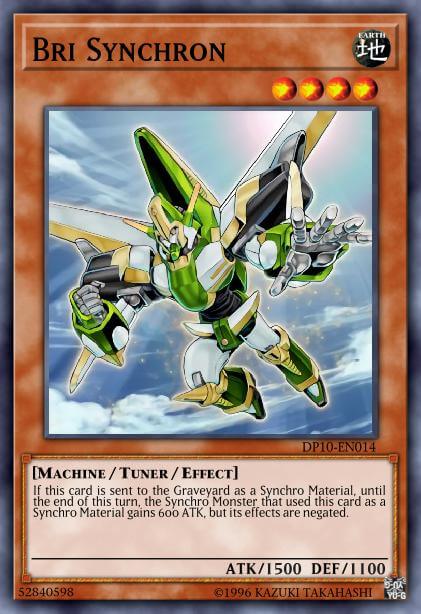 Bri Synchron
EARTH
地
DP10-EN014
[Machine / Tuner / Effect]
If this card is sent to the Graveyard as a Synchro Material, until
the end of this turn, the Synchro Monster that used this card as a
Synchro Material gains 600 ATK, but its effects are negated.
ATK/1500 DEF/1100
52840598
©1996 KAZUKI TAKAHASHI